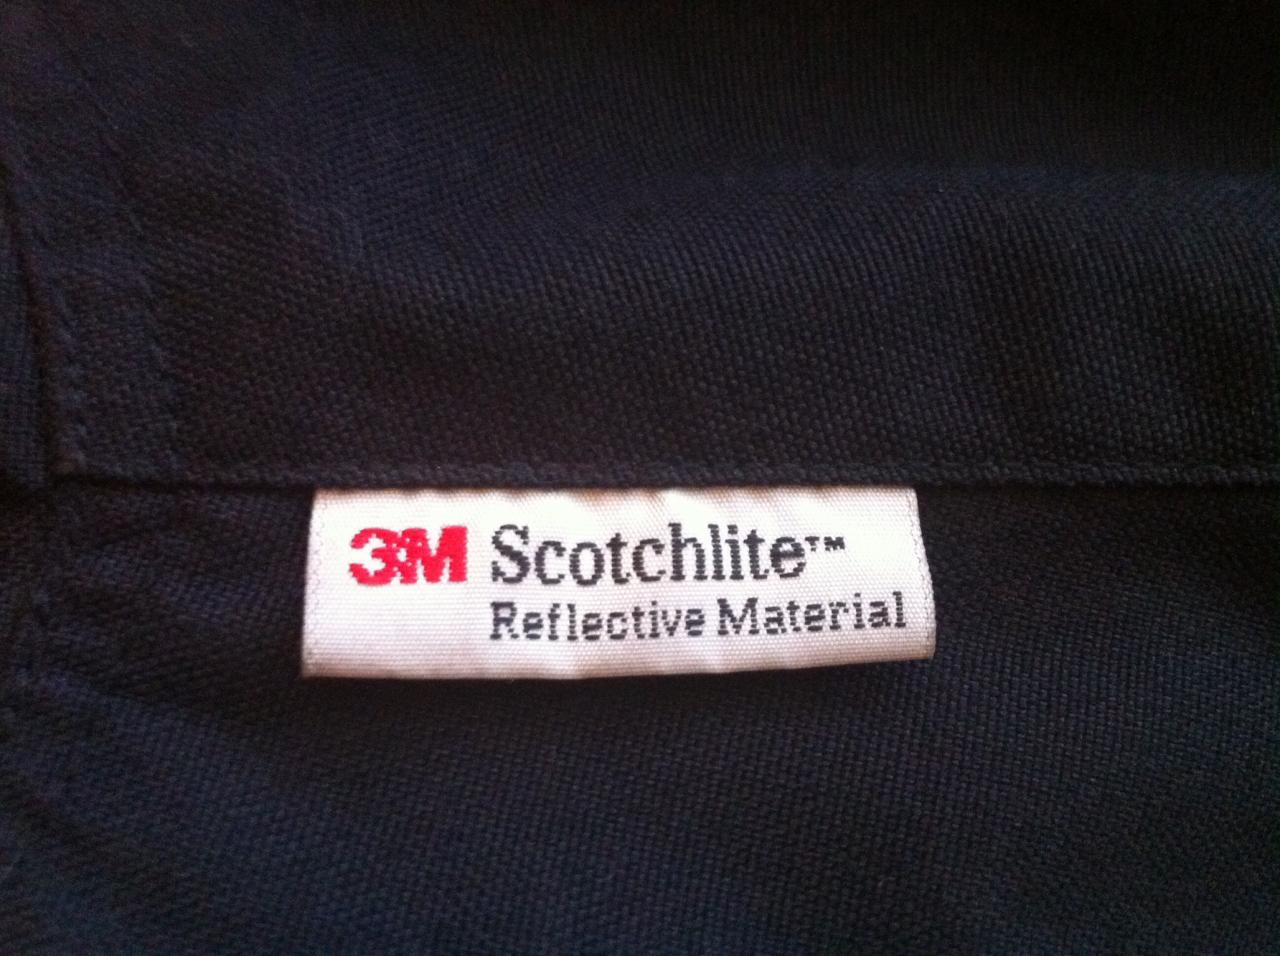 3M Scotchlite™
Reflective Material